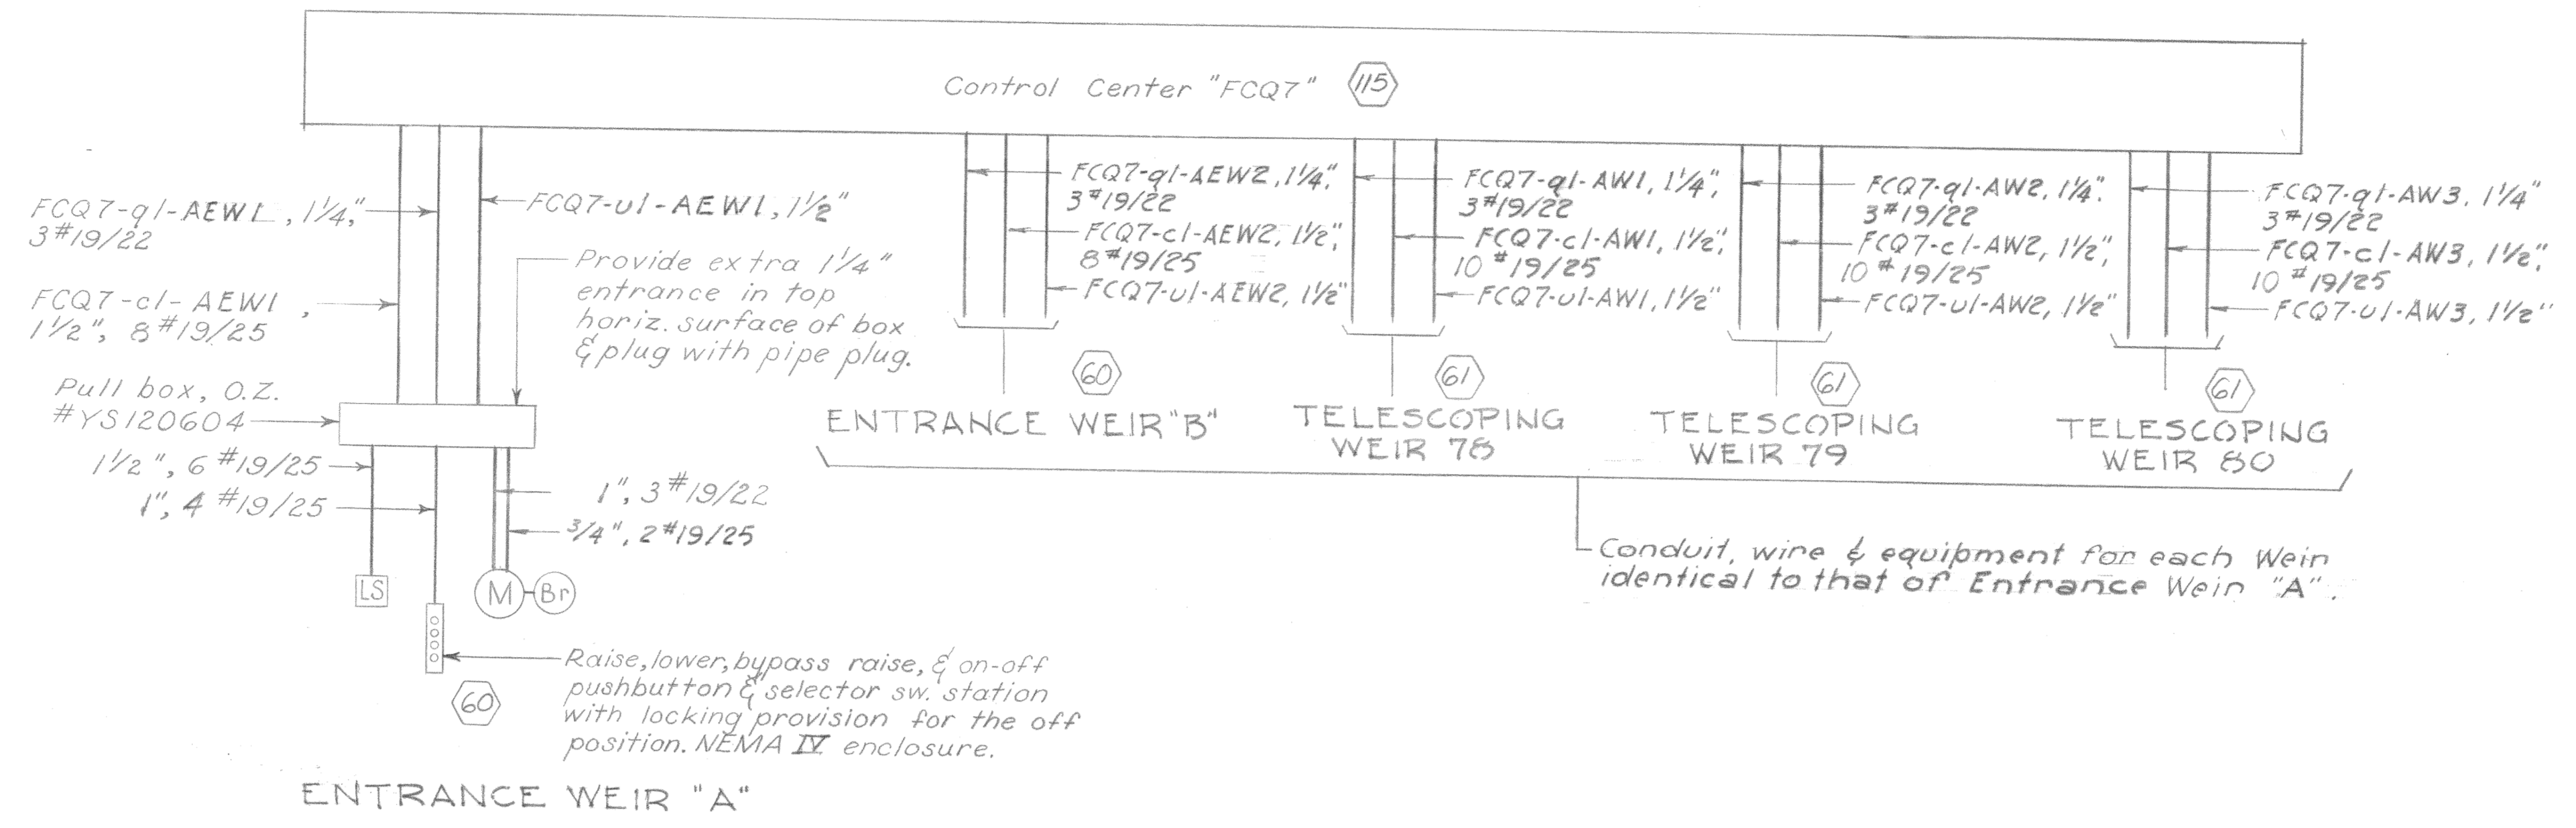 Control Center "FCQ7" 115
FCQ7-q1-AEW1, 1¼",
3#19/22
FCQ7-c1-AEW1,
1½", 8#19/25
Pull box, O.Z.
#YS120604
1½", 6#19/25
1", 4#19/25
FCQ7-u1-AEW1, 1½"
Provide extra 1¼"
entrance in top
horiz. surface of box
& plug with pipe plug.
1", 3#19/22
¾", 2#19/25
LS
M
Br
Raise, lower, bypass raise, & on-off
pushbutton & selector sw. station
with locking provision for the off
position. NEMA IV enclosure.
60
ENTRANCE WEIR "A"
FCQ7-q1-AEW2, 1¼",
3#19/22
FCQ7-c1-AEW2, 1½",
8#19/25
FCQ7-u1-AEW2, 1½"
60
ENTRANCE WEIR "B"
FCQ7-q1-AW1, 1¼",
3#19/22
FCQ7-c1-AW1, 1½",
10#19/25
FCQ7-u1-AW1, 1½"
61
TELESCOPING
WEIR 78
FCQ7-q1-AW2, 1¼",
3#19/22
FCQ7-c1-AW2, 1½",
10#19/25
FCQ7-u1-AW2, 1½"
61
TELESCOPING
WEIR 79
FCQ7-q1-AW3, 1¼"
3#19/22
FCQ7-c1-AW3, 1½",
10#19/25
FCQ7-u1-AW3, 1½"
61
TELESCOPING
WEIR 80
Conduit, wire & equipment for each Weir
identical to that of Entrance Weir "A".